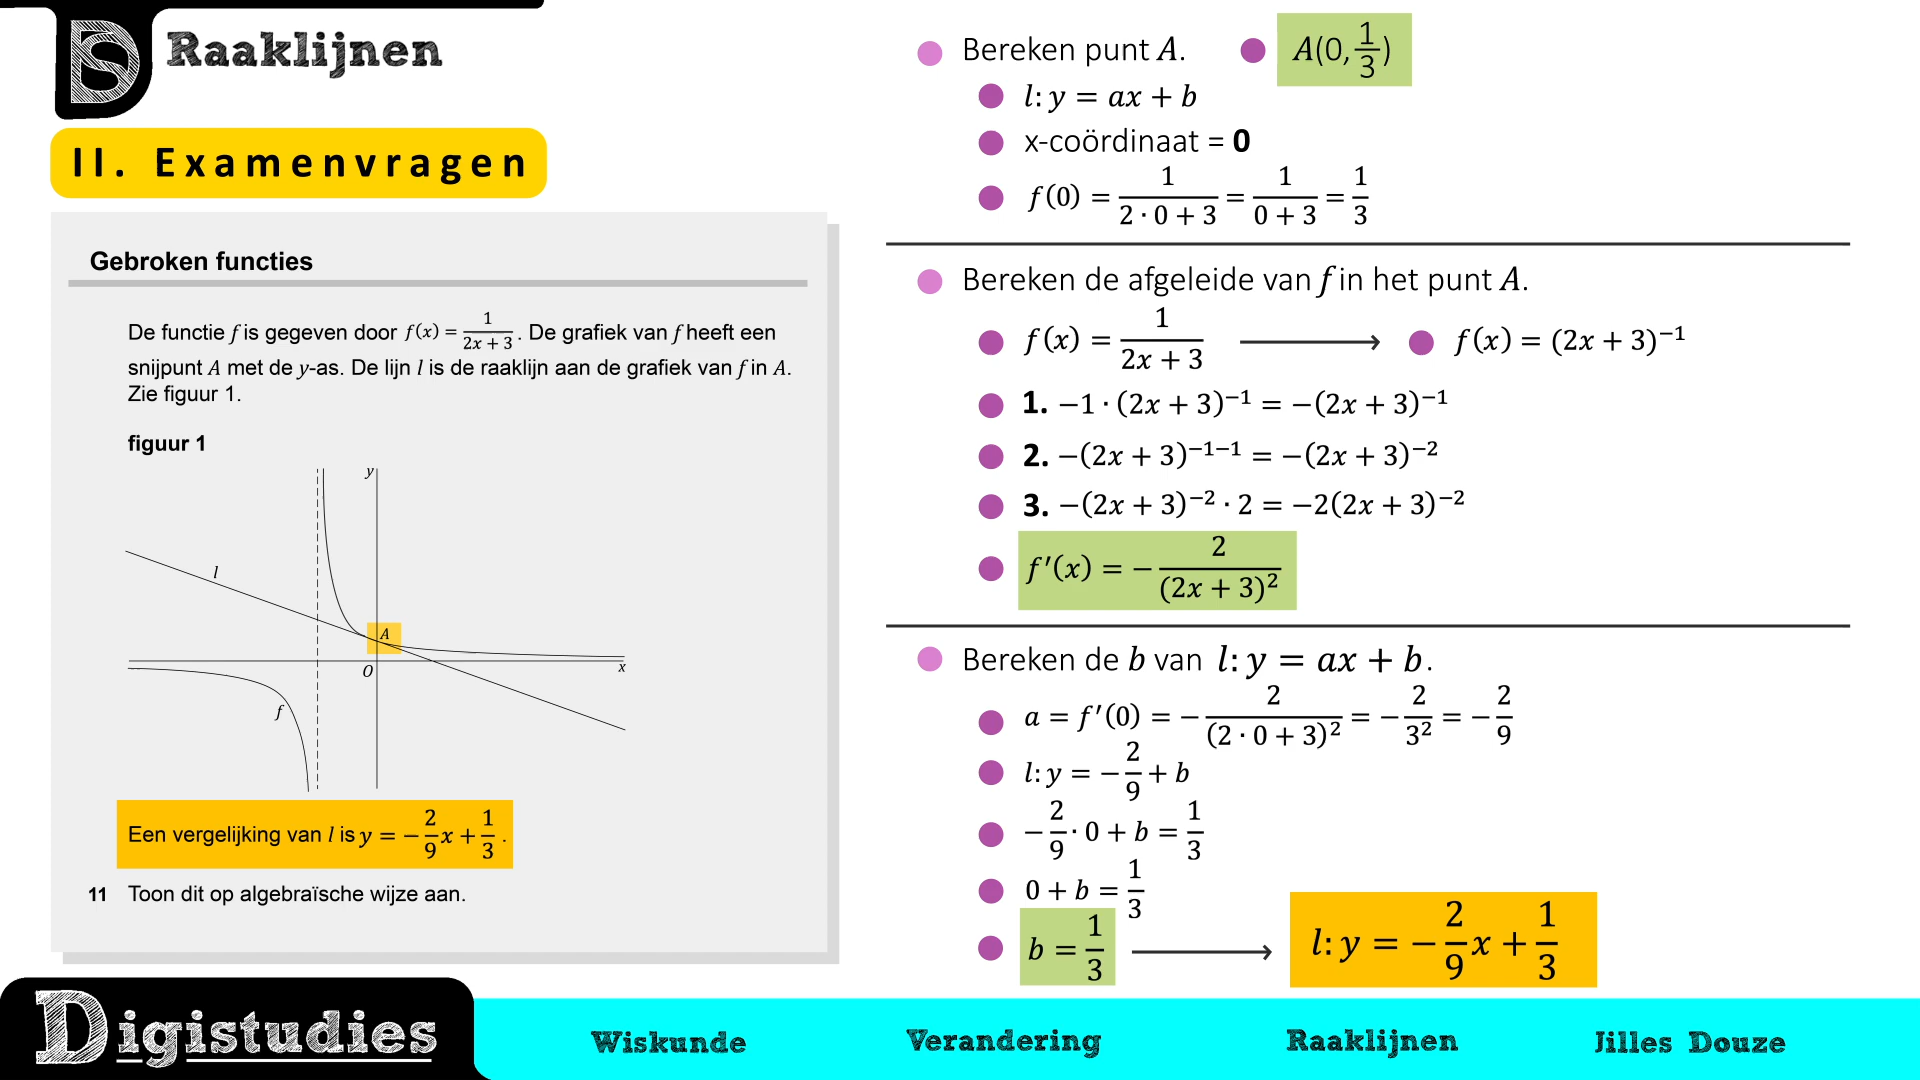 DS Raaklijnen
II. Examenvragen
Gebroken functies
De functie f is gegeven door f(x) = 1/(2x + 3). De grafiek van f heeft een
snijpunt A met de y-as. De lijn l is de raaklijn aan de grafiek van f in A.
Zie figuur 1.
figuur 1
y
l
A
O
x
f
Een vergelijking van l is y = −2/9 x + 1/3.
11 Toon dit op algebraïsche wijze aan.
Bereken punt A. A(0, 1/3)
l: y = ax + b
x-coördinaat = 0
f(0) = 1/(2 · 0 + 3) = 1/(0 + 3) = 1/3
Bereken de afgeleide van f in het punt A.
f(x) = 1/(2x + 3) → f(x) = (2x + 3)⁻¹
1. −1 · (2x + 3)⁻¹ = −(2x + 3)⁻¹
2. −(2x + 3)⁻¹⁻¹ = −(2x + 3)⁻²
3. −(2x + 3)⁻² · 2 = −2(2x + 3)⁻²
f′(x) = − 2/(2x + 3)²
Bereken de b van l: y = ax + b.
a = f′(0) = − 2/(2 · 0 + 3)² = − 2/3² = − 2/9
l: y = − 2/9 + b
− 2/9 · 0 + b = 1/3
0 + b = 1/3
b = 1/3 → l: y = − 2/9 x + 1/3
Digistudies Wiskunde Verandering Raaklijnen Jilles Douze